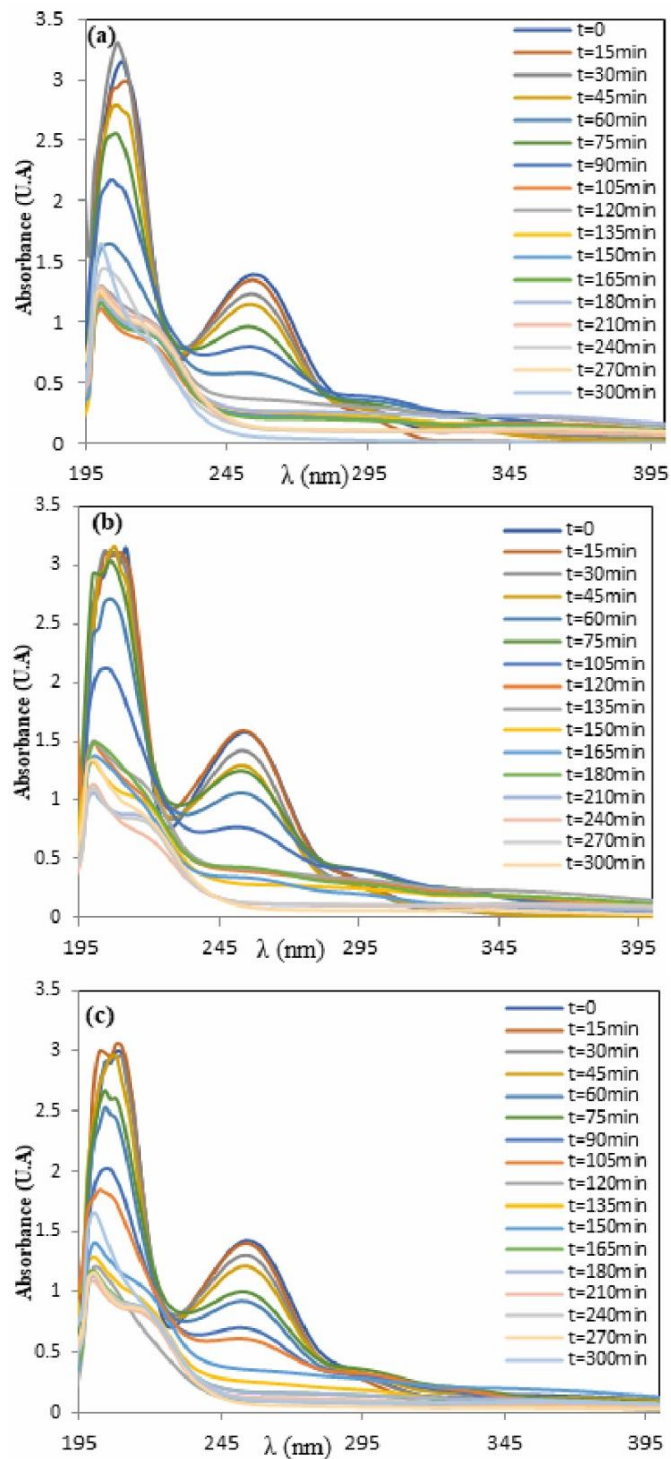 (a)
Absorbance (U.A)
3.5
3
2.5
2
1.5
1
0.5
0
195
245
295
345
395
λ (nm)
t=0
t=15min
t=30min
t=45min
t=60min
t=75min
t=90min
t=105min
t=120min
t=135min
t=150min
t=165min
t=180min
t=210min
t=240min
t=270min
t=300min
(b)
Absorbance (U.A)
3.5
3
2.5
2
1.5
1
0.5
0
195
245
295
345
395
λ (nm)
t=0
t=15min
t=30min
t=45min
t=60min
t=75min
t=105min
t=120min
t=135min
t=150min
t=165min
t=180min
t=210min
t=240min
t=270min
t=300min
(c)
Absorbance (U.A)
3.5
3
2.5
2
1.5
1
0.5
0
195
245
295
345
395
λ (nm)
t=0
t=15min
t=30min
t=45min
t=60min
t=75min
t=90min
t=105min
t=120min
t=135min
t=150min
t=165min
t=180min
t=210min
t=240min
t=270min
t=300min